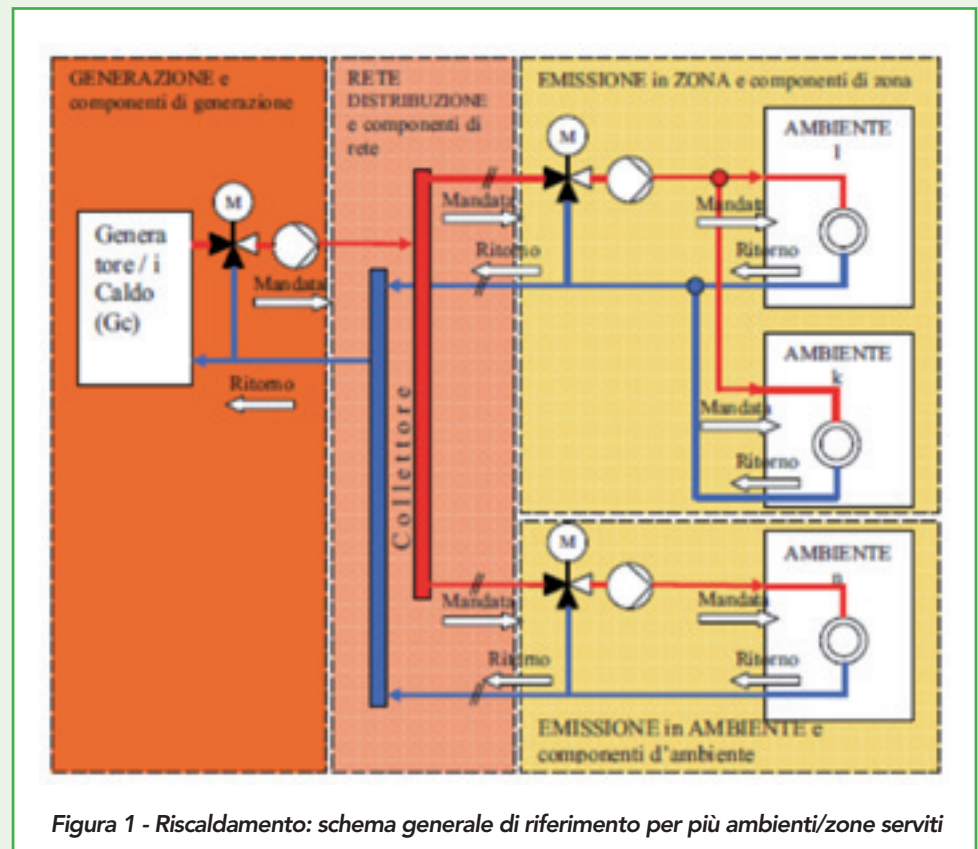 GENERAZIONE e
componenti di generazione
M
Genera
tore / i
Caldo
(Gc)
Mandata
Ritorno
RETE
DISTRIBUZIONE
e componenti di
rete
Collettore
Mandata
Ritorno
Mandata
Ritorno
EMISSIONE in ZONA e componenti di zona
M
AMBIENTE
1
Mandata
Ritorno
AMBIENTE
k
Mandata
Ritorno
M
AMBIENTE
n
Mandata
Ritorno
EMISSIONE in AMBIENTE e
componenti d'ambiente
Figura 1 - Riscaldamento: schema generale di riferimento per più ambienti/zone serviti